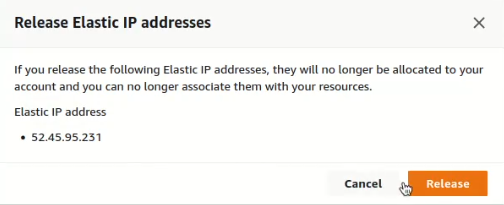 Release Elastic IP addresses
If you release the following Elastic IP addresses, they will no longer be allocated to your
account and you can no longer associate them with your resources.
Elastic IP address
• 52.45.95.231
Cancel
Release